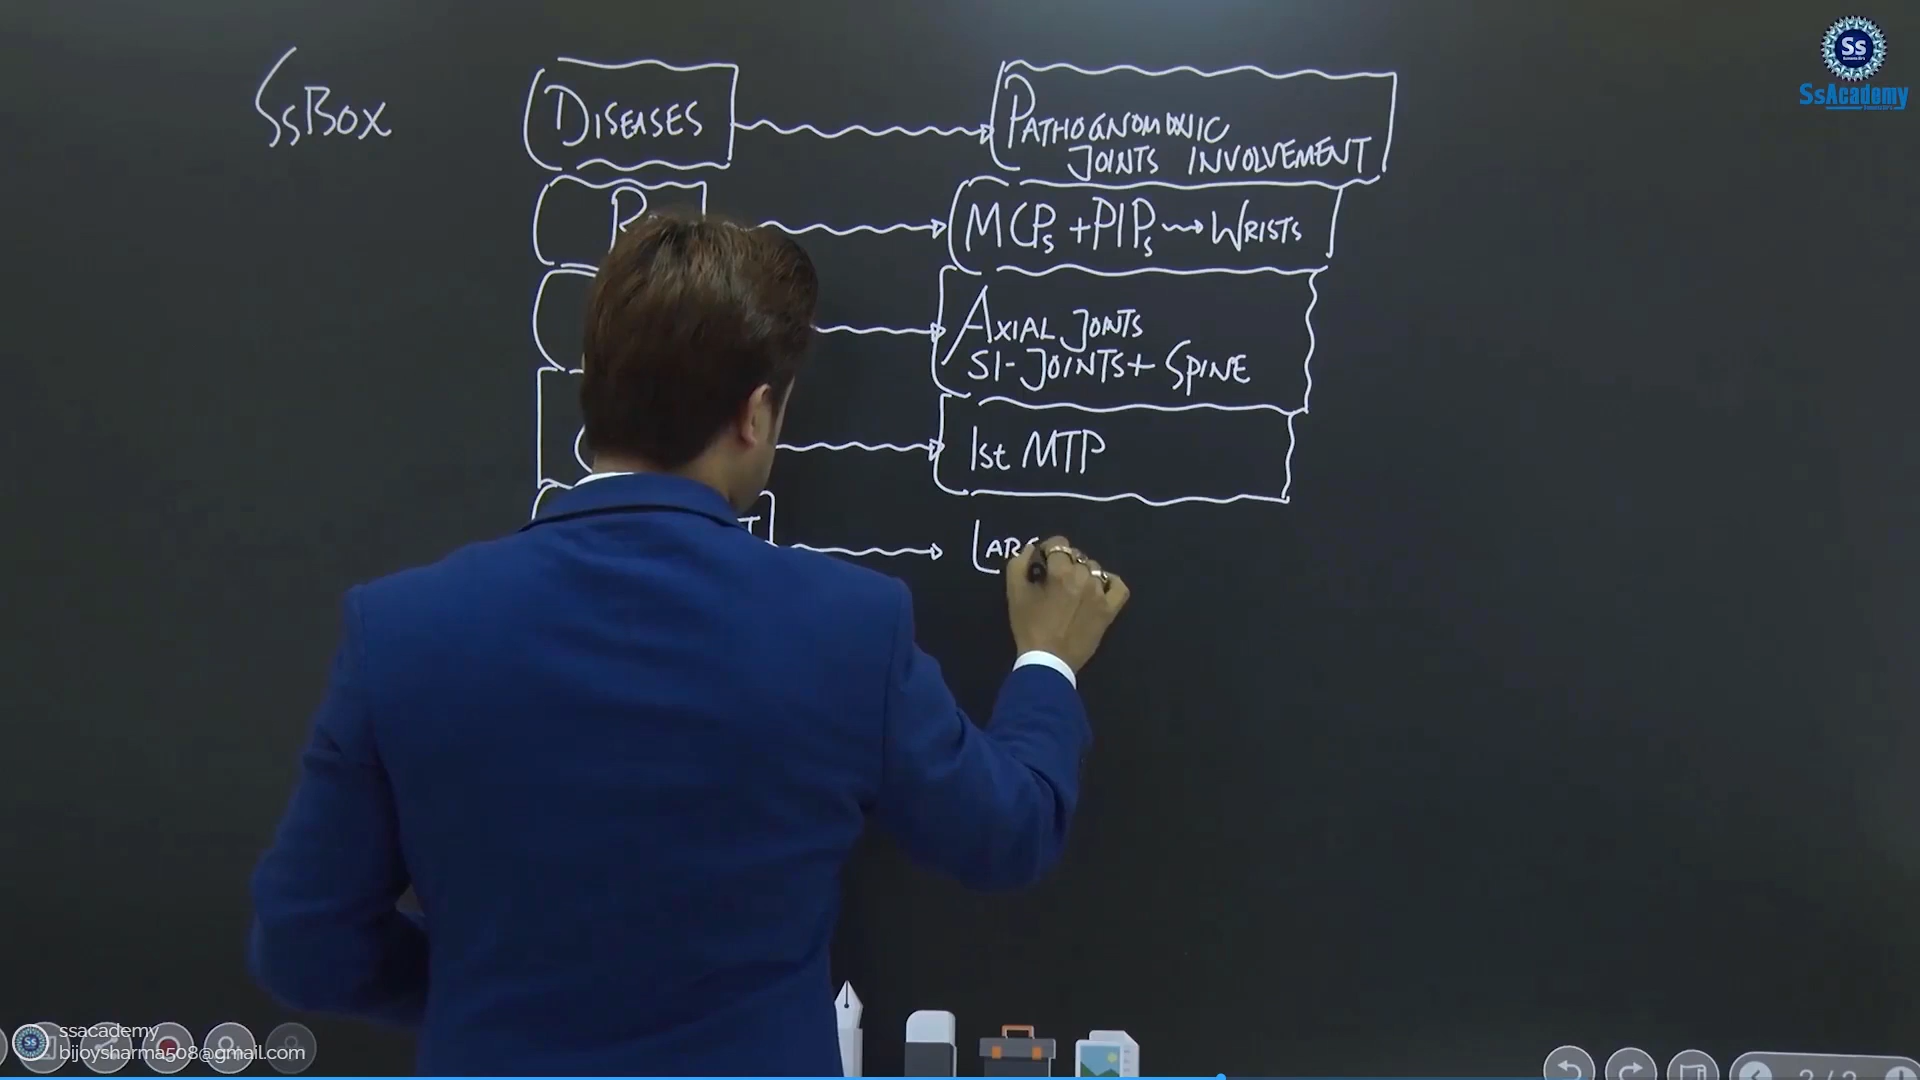 SsBox
DISEASES
PATHOGNOMONIC
JOINTS INVOLVEMENT
MCPs + PIPs → WRISTS
AXIAL JOINTS
SI-JOINTS + SPINE
1st MTP
Ss
SsAcademy
ssacademy
bijoysharma508@gmail.com